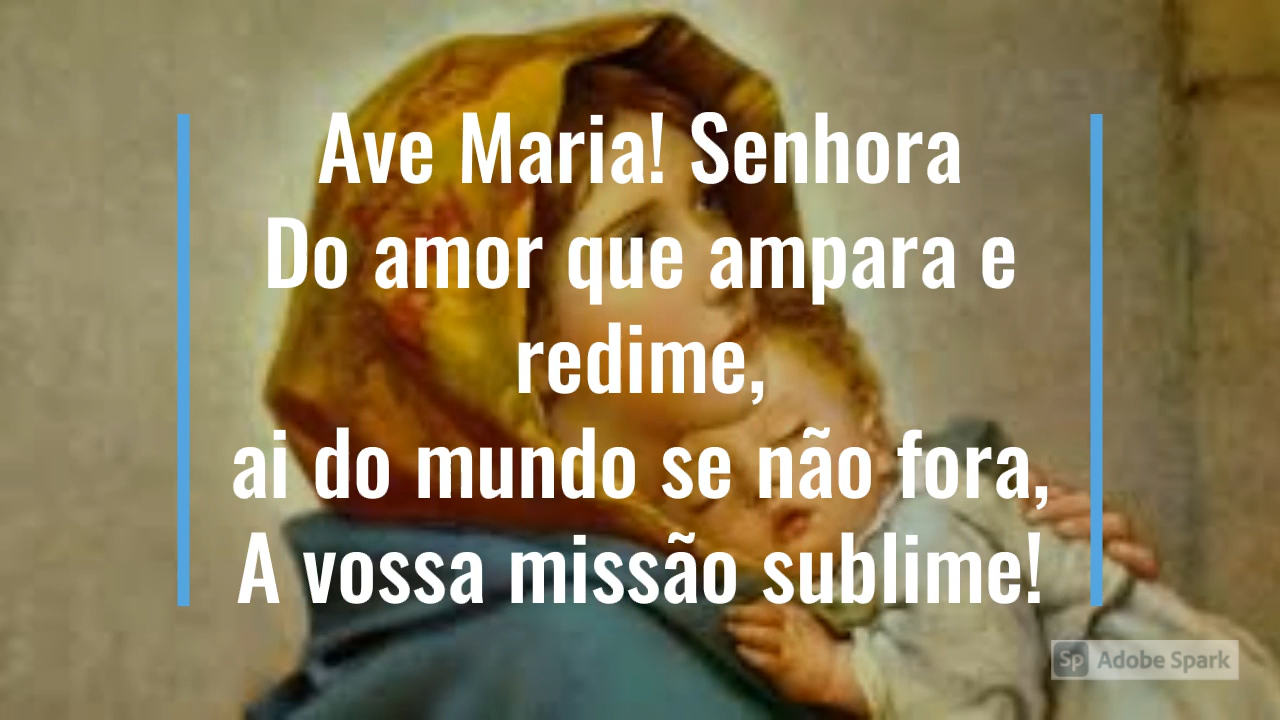 Ave Maria! Senhora
Do amor que ampara e
redime,
ai do mundo se não fora,
A vossa missão sublime!
Sp Adobe Spark